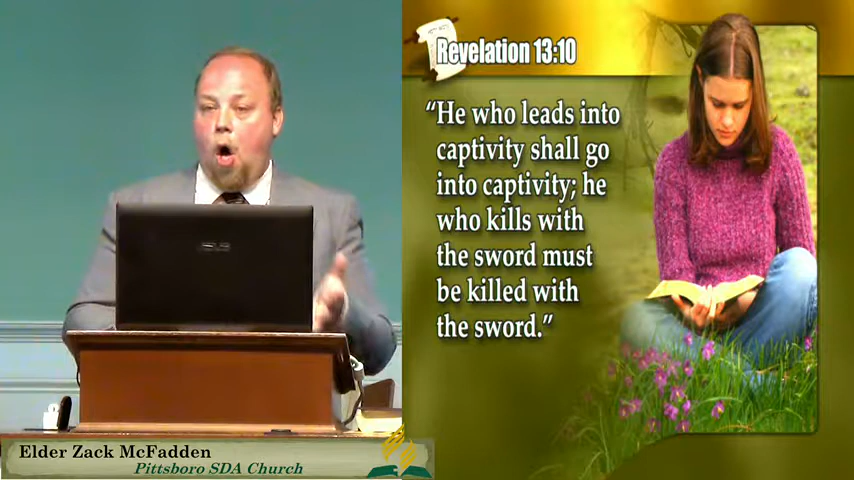 Revelation 13:10
“He who leads into
captivity shall go
into captivity; he
who kills with
the sword must
be killed with
the sword.”
ASUS
Elder Zack McFadden
Pittsboro SDA Church